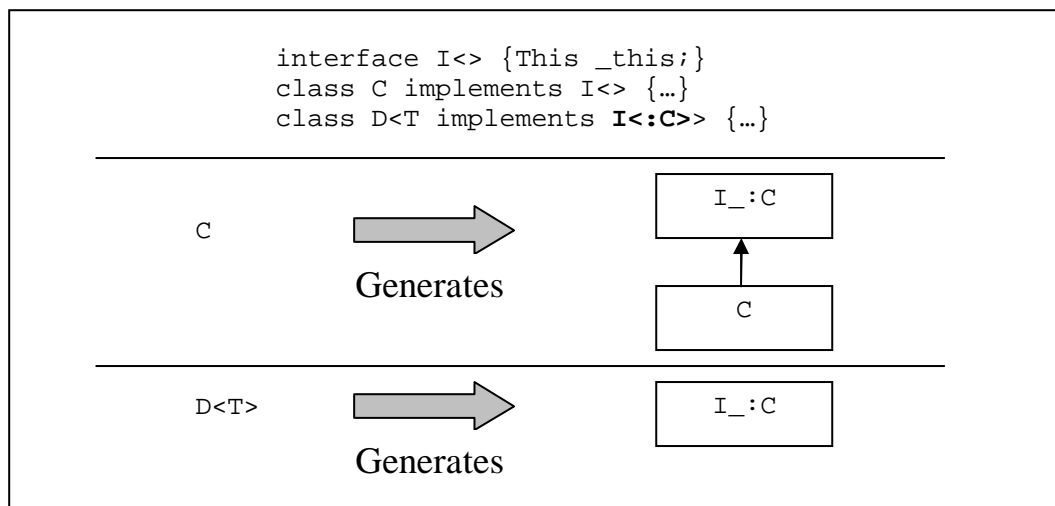 interface I<> {This _this;}
class C implements I<> {…}
class D<T implements I<:C>> {…}
I_:C
C
Generates
C
D<T>
I_:C
Generates